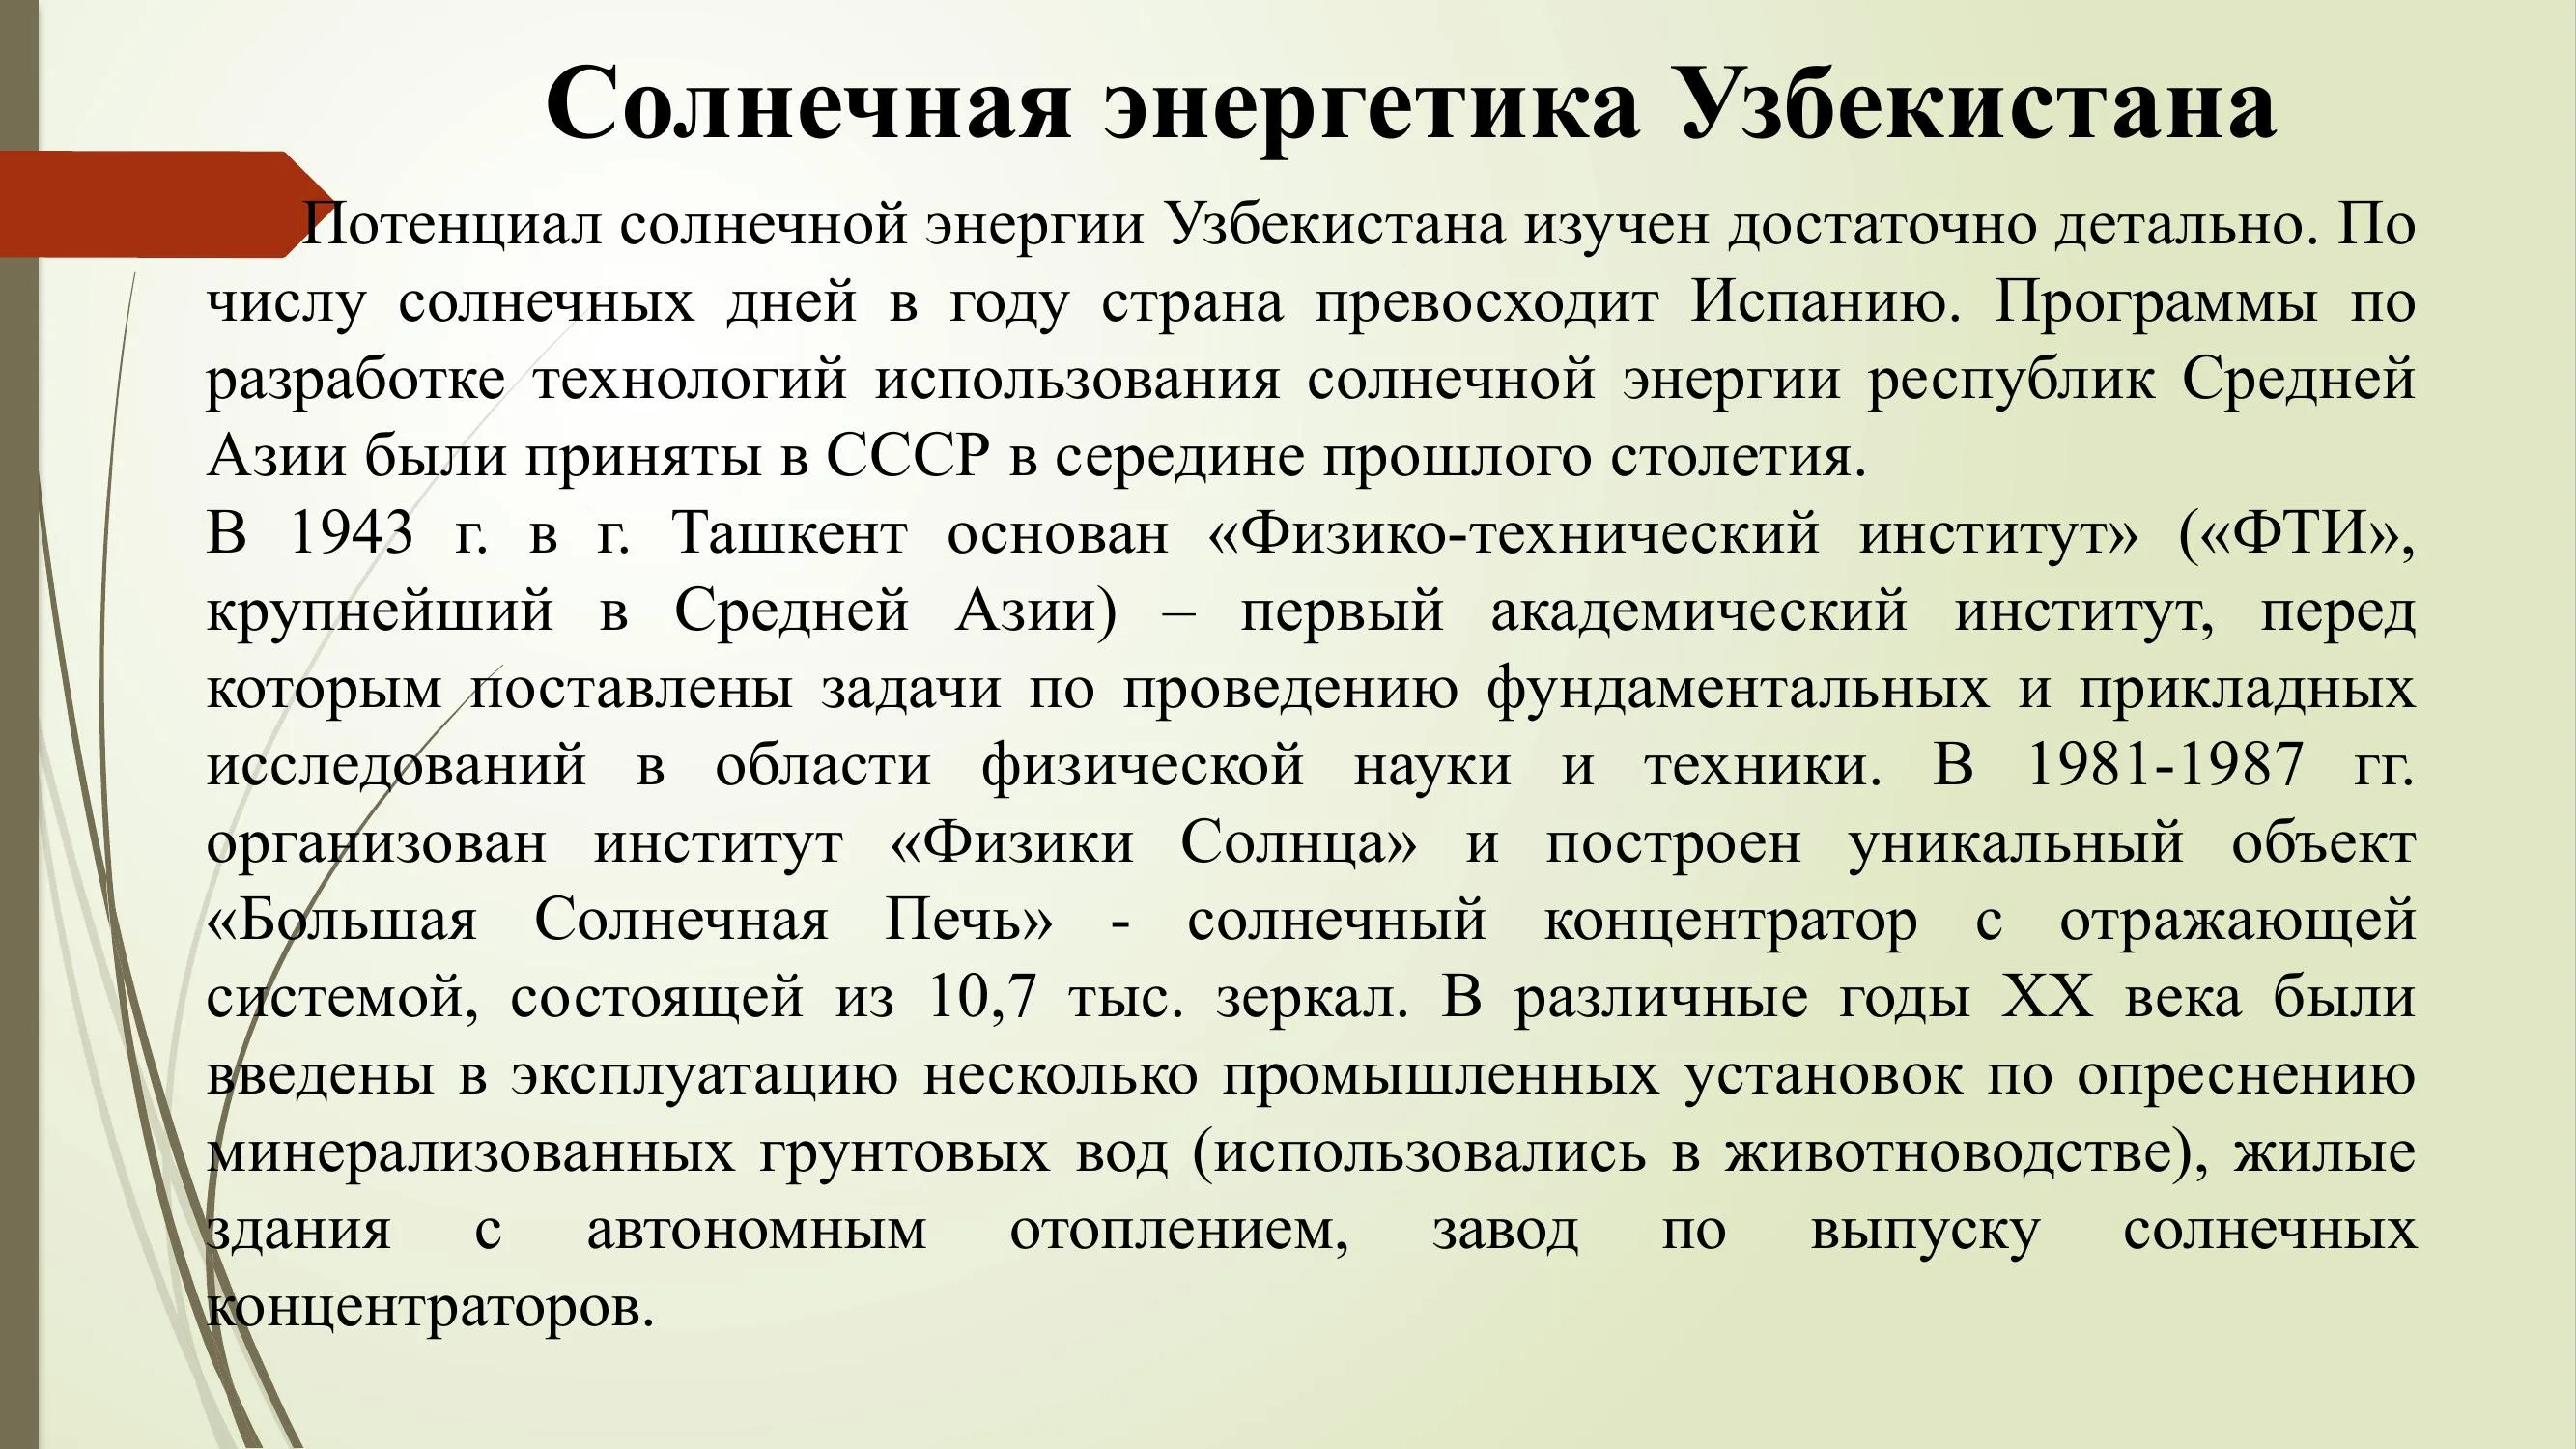 Солнечная энергетика Узбекистана
Потенциал солнечной энергии Узбекистана изучен достаточно детально. По
числу солнечных дней в году страна превосходит Испанию. Программы по
разработке технологий использования солнечной энергии республик Средней
Азии были приняты в СССР в середине прошлого столетия.
В 1943 г. в г. Ташкент основан «Физико-технический институт» («ФТИ»,
крупнейший в Средней Азии) – первый академический институт, перед
которым поставлены задачи по проведению фундаментальных и прикладных
исследований в области физической науки и техники. В 1981-1987 гг.
организован институт «Физики Солнца» и построен уникальный объект
«Большая Солнечная Печь» - солнечный концентратор с отражающей
системой, состоящей из 10,7 тыс. зеркал. В различные годы XX века были
введены в эксплуатацию несколько промышленных установок по опреснению
минерализованных грунтовых вод (использовались в животноводстве), жилые
здания с автономным отоплением, завод по выпуску солнечных
концентраторов.